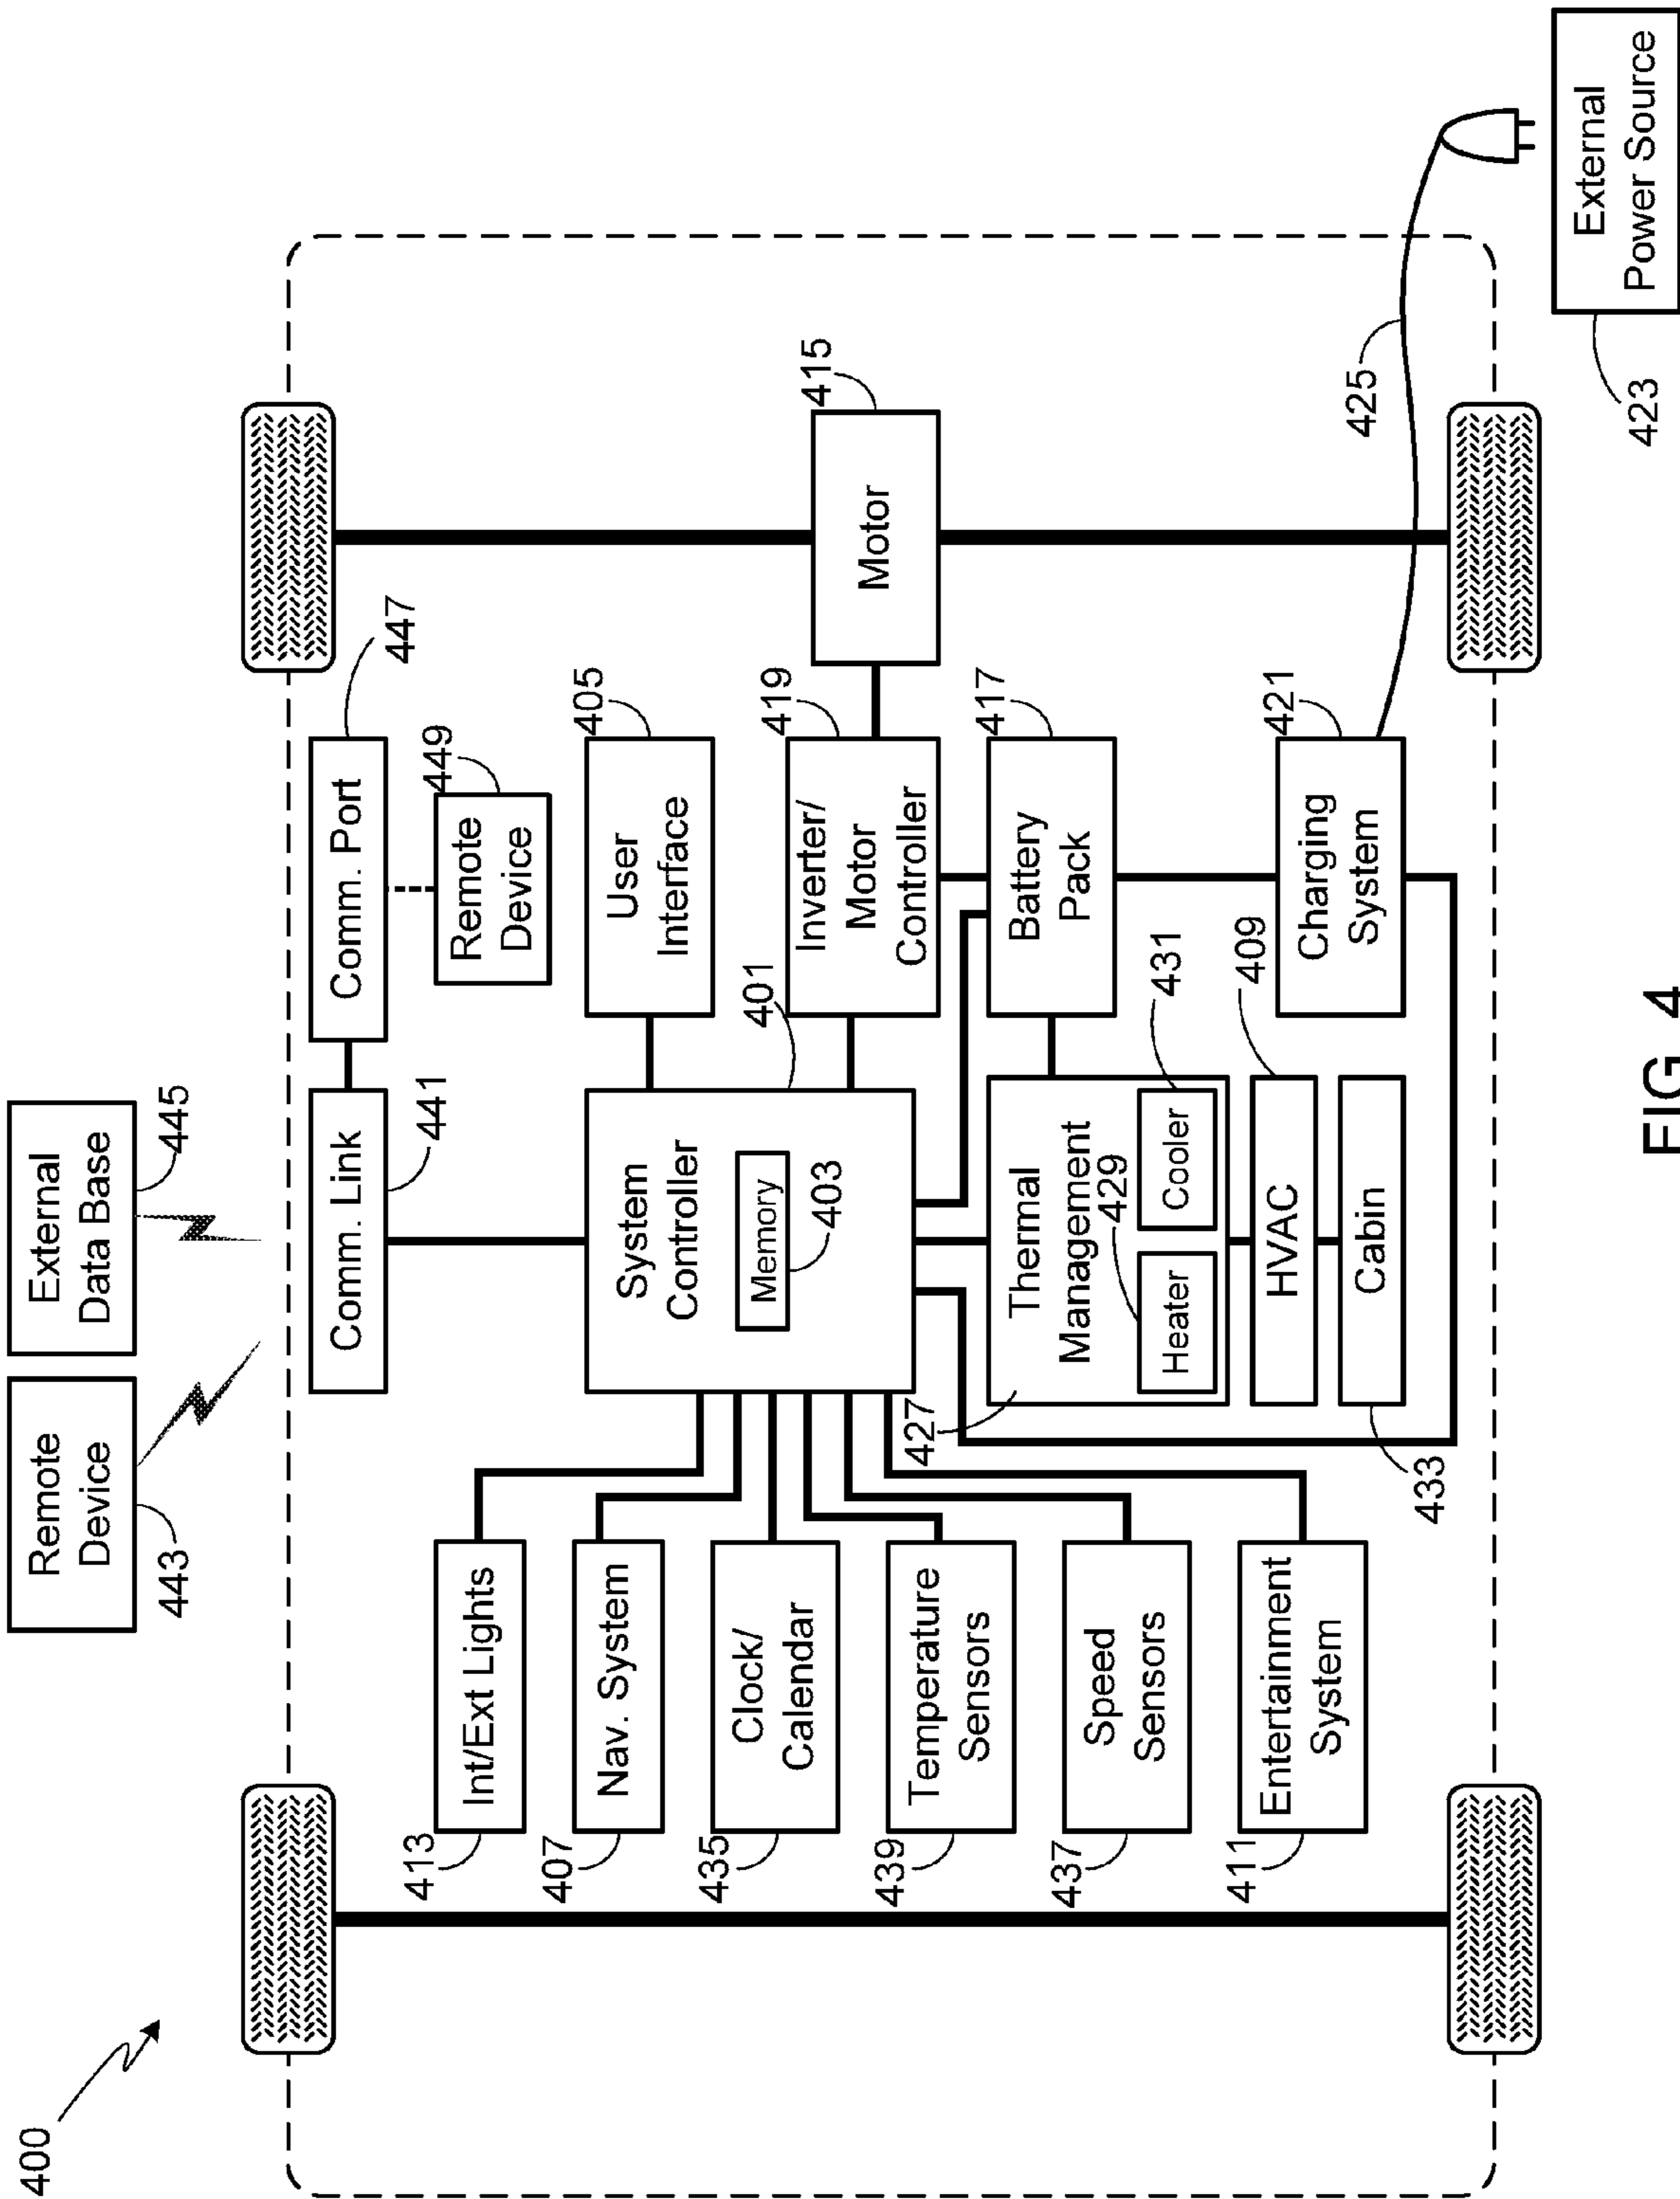 400
Remote
Device
443
External
Data Base
445
Comm. Link
441
Comm. Port
447
Remote
Device
449
Int/Ext Lights
413
Nav. System
407
Clock/
Calendar
435
Temperature
Sensors
439
Speed
Sensors
437
Entertainment
System
411
System
Controller
Memory
403
401
User
Interface
405
Inverter/
Motor
Controller
419
Motor
415
Thermal
Management
427
Heater
429
Cooler
431
Battery
Pack
417
HVAC
409
Cabin
433
Charging
System
421
425
External
Power Source
423
FIG. 4